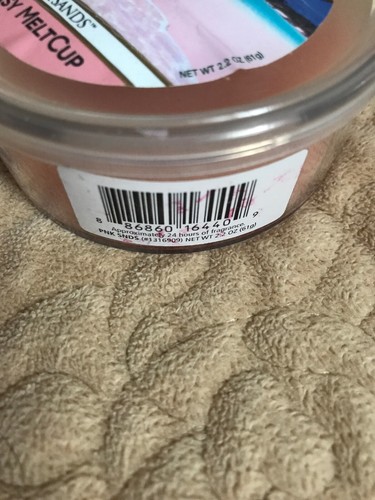 SANDS™
SY MELTCUP
NET WT 2.2 OZ (61g)
8 86860 16440 9
Approximately 24 hours of fragrance.
PNK SNDS (#1316909) NET WT 2.2 OZ (61g)